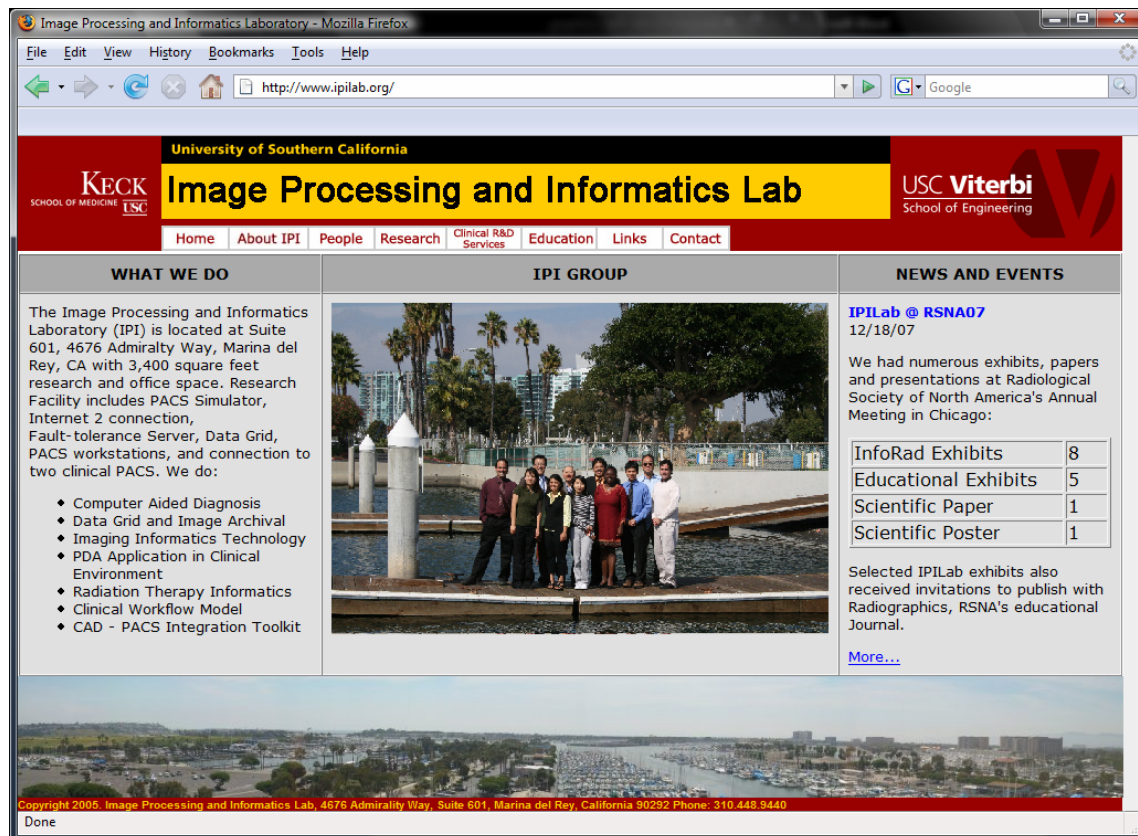 Image Processing and Informatics Laboratory - Mozilla Firefox
File Edit View History Bookmarks Tools Help
http://www.ipilab.org/
G Google
University of Southern California
KECK
SCHOOL OF MEDICINE USC
Image Processing and Informatics Lab
USC Viterbi
School of Engineering
Home About IPI People Research Clinical R&D Services Education Links Contact
WHAT WE DO
The Image Processing and Informatics
Laboratory (IPI) is located at Suite
601, 4676 Admiralty Way, Marina del
Rey, CA with 3,400 square feet
research and office space. Research
Facility includes PACS Simulator,
Internet 2 connection,
Fault-tolerance Server, Data Grid,
PACS workstations, and connection to
two clinical PACS. We do:
Computer Aided Diagnosis
Data Grid and Image Archival
Imaging Informatics Technology
PDA Application in Clinical
Environment
Radiation Therapy Informatics
Clinical Workflow Model
CAD - PACS Integration Toolkit
IPI GROUP
NEWS AND EVENTS
IPILab @ RSNA07
12/18/07
We had numerous exhibits, papers
and presentations at Radiological
Society of North America's Annual
Meeting in Chicago:
InfoRad Exhibits 8
Educational Exhibits 5
Scientific Paper 1
Scientific Poster 1
Selected IPILab exhibits also
received invitations to publish with
Radiographics, RSNA's educational
Journal.
More...
Copyright 2005. Image Processing and Informatics Lab, 4676 Admirality Way, Suite 601, Marina del Rey, California 90292 Phone: 310.448.9440
Done